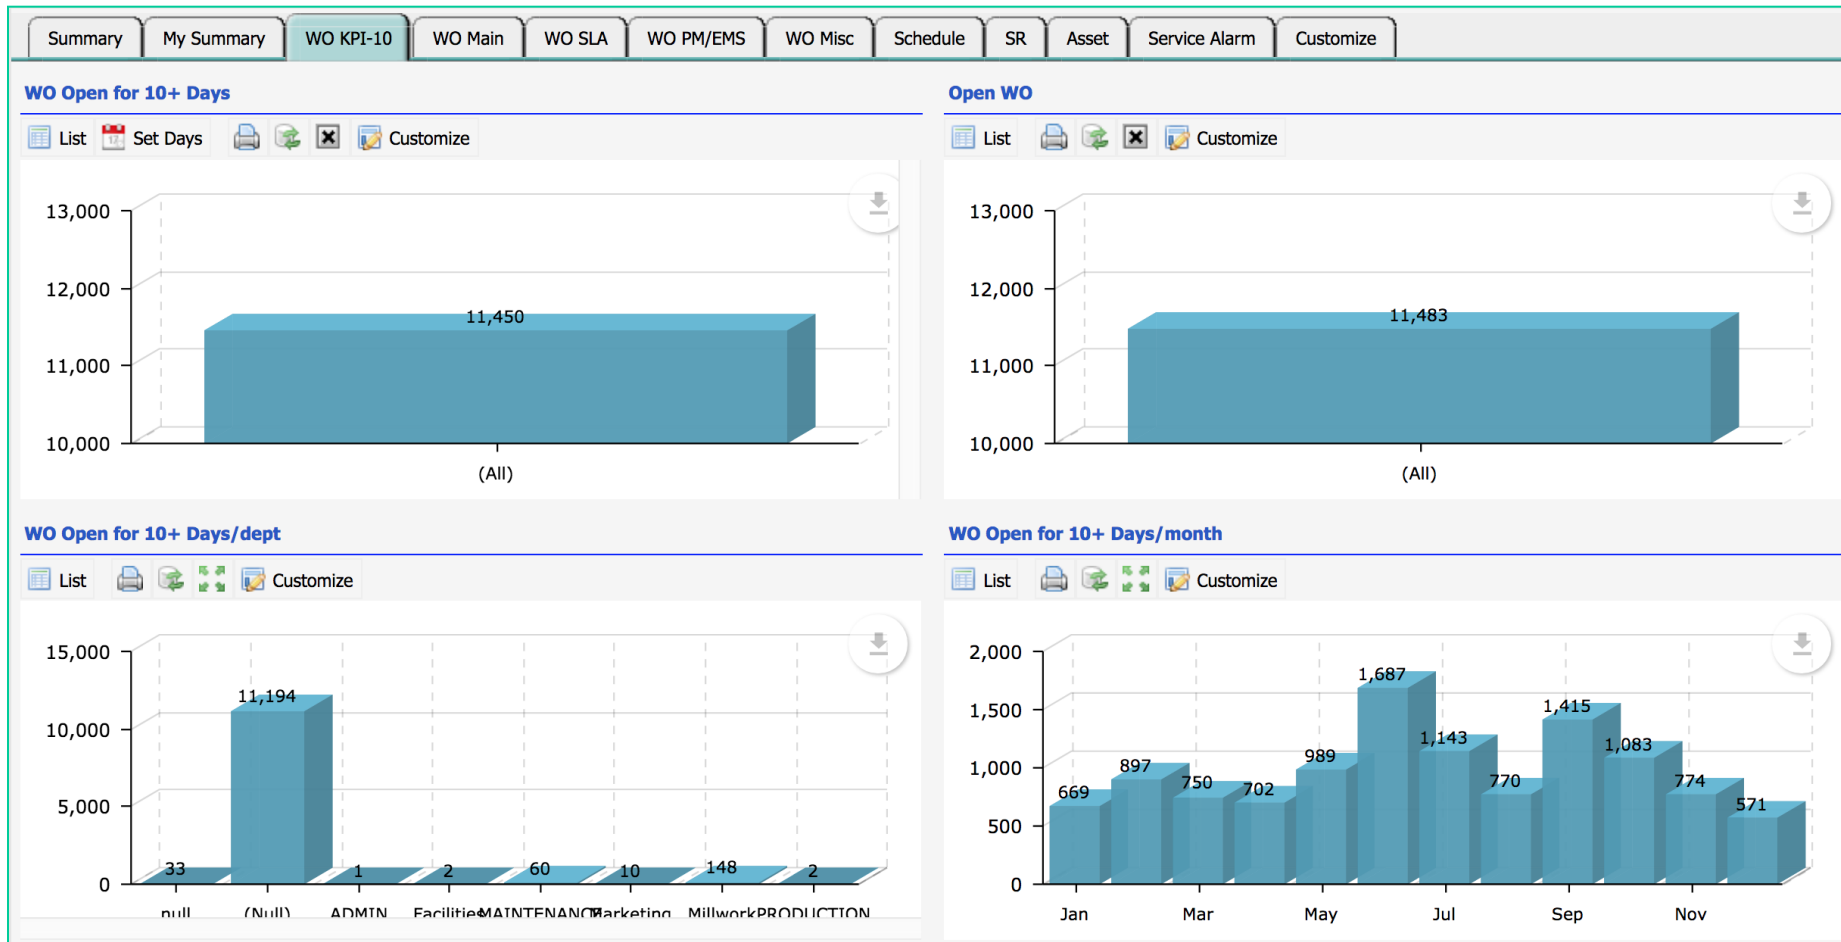 Summary My Summary WO KPI-10 WO Main WO SLA WO PM/EMS WO Misc Schedule SR Asset Service Alarm Customize
WO Open for 10+ Days
List Set Days Customize
13,000
12,000
11,000
10,000
11,450
(All)
Open WO
List Customize
13,000
12,000
11,000
10,000
11,483
(All)
WO Open for 10+ Days/dept
List Customize
15,000
10,000
5,000
0
33 11,194 1 2 60 10 148 2
null (Null) ADMIN Facilities MAINTENANCE Marketing Millwork PRODUCTION
WO Open for 10+ Days/month
List Customize
2,000
1,500
1,000
500
0
669 897 750 702 989 1,687 1,143 770 1,415 1,083 774 571
Jan Mar May Jul Sep Nov